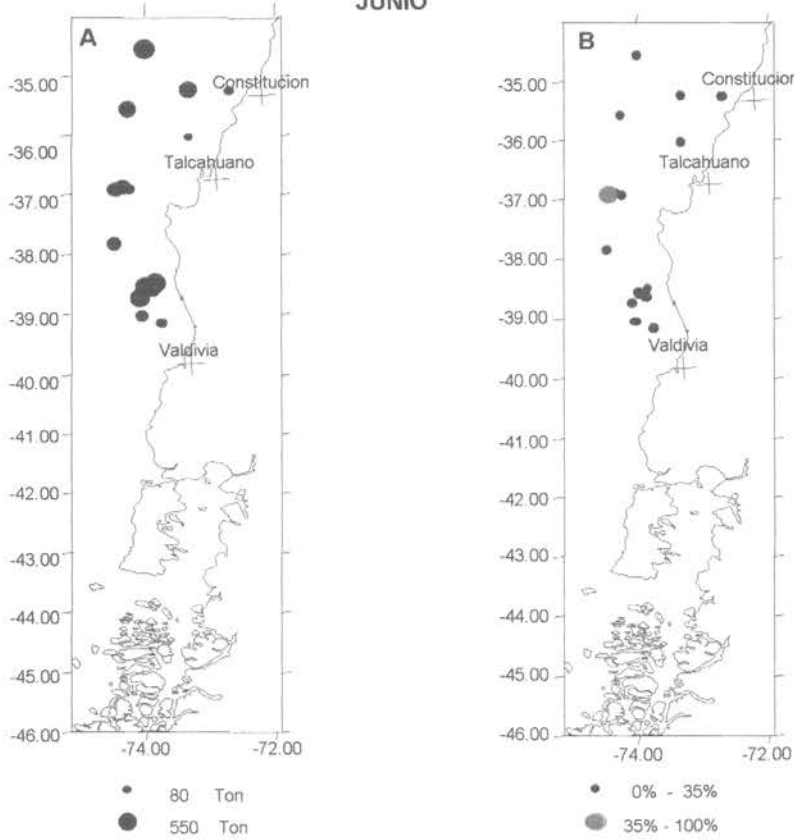 JUNIO
A
-35.00
Constitucion
-36.00
Talcahuano
-37.00
-38.00
-39.00
Valdivia
-40.00
-41.00
-42.00
-43.00
-44.00
-45.00
-46.00
-74.00
-72.00
80 Ton
550 Ton
B
-35.00
Constitucion
-36.00
Talcahuano
-37.00
-38.00
-39.00
Valdivia
-40.00
-41.00
-42.00
-43.00
-44.00
-45.00
-46.00
-74.00
-72.00
0% - 35%
35% - 100%